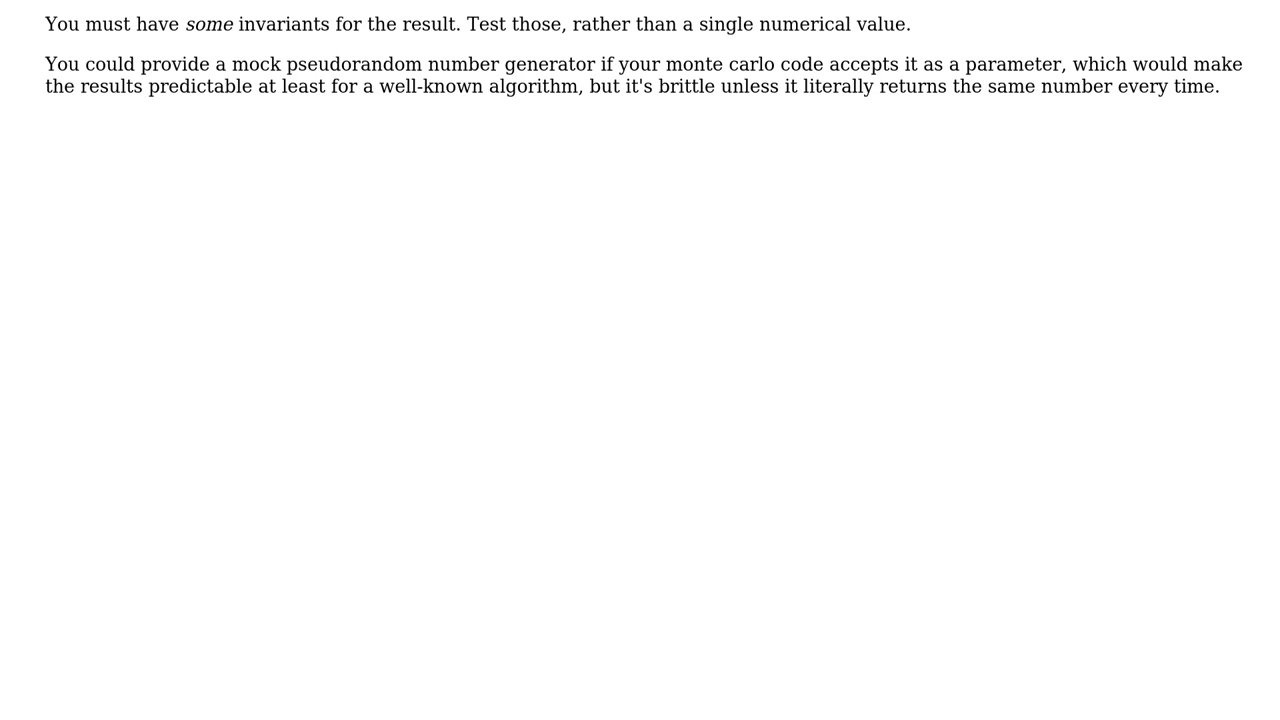 You must have some invariants for the result. Test those, rather than a single numerical value.
You could provide a mock pseudorandom number generator if your monte carlo code accepts it as a parameter, which would make
the results predictable at least for a well-known algorithm, but it's brittle unless it literally returns the same number every time.